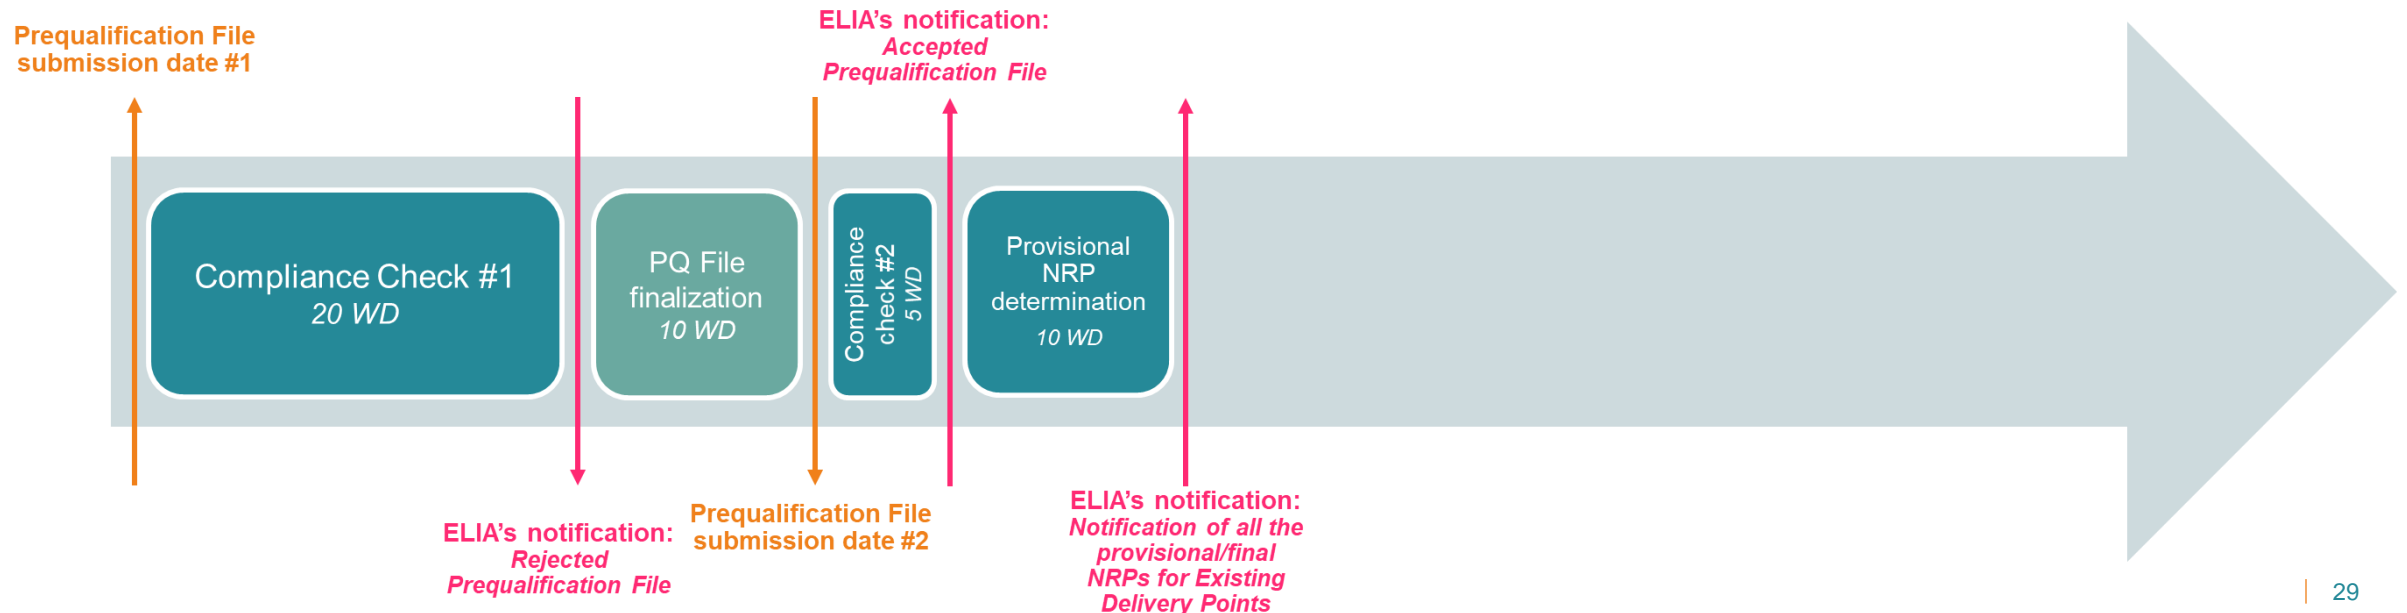 Prequalification File
submission date #1
ELIA's notification:
Accepted
Prequalification File
Compliance Check #1
20 WD
PQ File
finalization
10 WD
Compliance
check #2
5 WD
Provisional
NRP
determination
10 WD
ELIA's notification:
Rejected
Prequalification File
Prequalification File
submission date #2
ELIA's notification:
Notification of all the
provisional/final
NRPs for Existing
Delivery Points
29